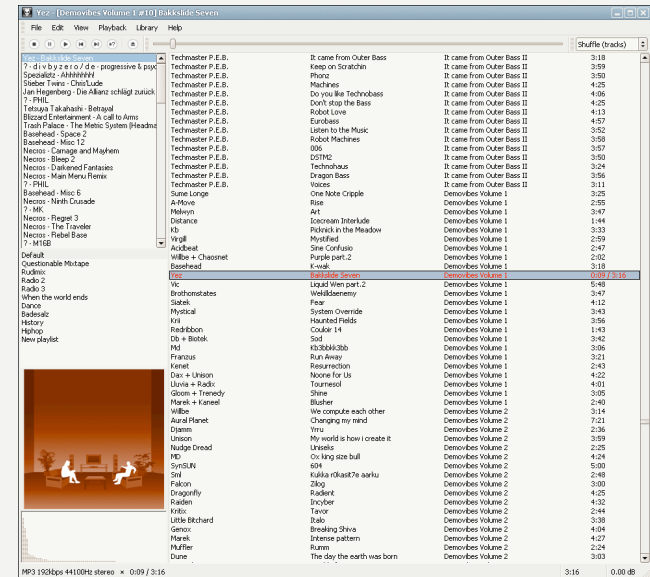 Yez - [Demovibes Volume 1 #10] Bakkslide Seven
File Edit View Playback Library Help
Shuffle (tracks)
Yez - Bakkslide Seven
? - d i v b y z e r o / d e - progressive & psyc
Spezialitz - Ahhhhhhh!
Stieber Twins - Chris'Lude
Jan Hegenberg - Die Allianz schlägt zurück
? - PHIL
Tetsuya Takahashi - Betrayal
Blizzard Entertainment - A call to Arms
Trash Palace - The Metric System (Headma
Basehead - Space 2
Basehead - Misc 12
Necros - Carnage and Mayhem
Necros - Bleep 2
Necros - Darkened Fantasies
Necros - Main Menu Remix
? - PHIL
Basehead - Misc 6
Necros - Ninth Crusade
? - MK
Necros - Regret 3
Necros - The Traveler
Necros - Rebel Base
? - M16B
Default
Questionable Mixtape
Rudimix
Radio 2
Radio 3
When the world ends
Dance
Badesalz
History
Hiphop
New playlist
Techmaster P.E.B. It came from Outer Bass It came from Outer Bass II 3:18
Techmaster P.E.B. Keep on Scratchin It came from Outer Bass II 3:59
Techmaster P.E.B. Phonz It came from Outer Bass II 3:50
Techmaster P.E.B. Machines It came from Outer Bass II 4:25
Techmaster P.E.B. Do you like Technobass It came from Outer Bass II 4:06
Techmaster P.E.B. Don't stop the Bass It came from Outer Bass II 4:25
Techmaster P.E.B. Robot Love It came from Outer Bass II 4:13
Techmaster P.E.B. Eurobass It came from Outer Bass II 4:57
Techmaster P.E.B. Listen to the Music It came from Outer Bass II 3:52
Techmaster P.E.B. Robot Machines It came from Outer Bass II 3:58
Techmaster P.E.B. 006 It came from Outer Bass II 3:57
Techmaster P.E.B. DSTM2 It came from Outer Bass II 3:50
Techmaster P.E.B. Technohaus It came from Outer Bass II 3:24
Techmaster P.E.B. Dragon Bass It came from Outer Bass II 3:56
Techmaster P.E.B. Voices It came from Outer Bass II 3:11
Sume Longe One Note Cripple Demovibes Volume 1 3:25
A-Move Rise Demovibes Volume 1 2:55
Melwyn Art Demovibes Volume 1 3:47
Distance Icecream Interlude Demovibes Volume 1 1:44
Kb Picknick in the Meadow Demovibes Volume 1 3:33
Virgill Mystified Demovibes Volume 1 2:59
Acidbeat Sine Confusio Demovibes Volume 1 2:47
Willbe + Chaosnet Purple part.2 Demovibes Volume 1 2:02
Basehead K-wak Demovibes Volume 1 3:18
Yez Bakkslide Seven Demovibes Volume 1 0:09 / 3:16
Vic Liquid Wen part.2 Demovibes Volume 1 5:48
Brothomstates Wekilldaenemy Demovibes Volume 1 3:47
Siatek Fear Demovibes Volume 1 4:12
Mystical System Override Demovibes Volume 1 3:43
Krii Haunted Fields Demovibes Volume 1 3:56
Redribbon Couloir 14 Demovibes Volume 1 1:43
Db + Biotek Sod Demovibes Volume 1 3:42
Md Kb3bbkk3bb Demovibes Volume 1 3:06
Franzus Run Away Demovibes Volume 1 3:21
Kenet Resurrection Demovibes Volume 1 2:43
Dax + Unison Noone for Us Demovibes Volume 1 4:22
Lluvia + Radix Tournesol Demovibes Volume 1 4:01
Gloom + Trenedy Shine Demovibes Volume 1 3:05
Marek + Kaneel Blusher Demovibes Volume 1 2:40
Willbe We compute each other Demovibes Volume 2 3:14
Aural Planet Changing my mind Demovibes Volume 2 7:21
Djamm Yrru Demovibes Volume 2 2:36
Unison My world is how i create it Demovibes Volume 2 3:59
Nudge Dread Uniseks Demovibes Volume 2 2:25
MD Ox king size bull Demovibes Volume 2 4:24
SynSUN 604 Demovibes Volume 2 5:00
Sml Kukka r0kasit7e aarku Demovibes Volume 2 2:48
Falcon Zilog Demovibes Volume 2 3:00
Dragonfly Radient Demovibes Volume 2 4:25
Raiden Incyber Demovibes Volume 2 4:32
Kritix Tavor Demovibes Volume 2 2:44
Little Bitchard Italo Demovibes Volume 2 3:38
Genox Breaking Shiva Demovibes Volume 2 4:04
Marek Intense pattern Demovibes Volume 2 4:27
Muffler Rumm Demovibes Volume 2 2:24
Dune The day the earth was born Demovibes Volume 2 3:03
MP3 192kbps 44100Hz stereo × 0:09 / 3:16 3:16 0.00 dB